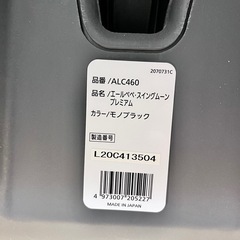 2070731C
品番 /ALC460
品名 /エールベベ・スイングムーン
プレミアム
カラー/モノブラック
製造番号
L20C413504
4 973007 205227
MADE IN JAPAN